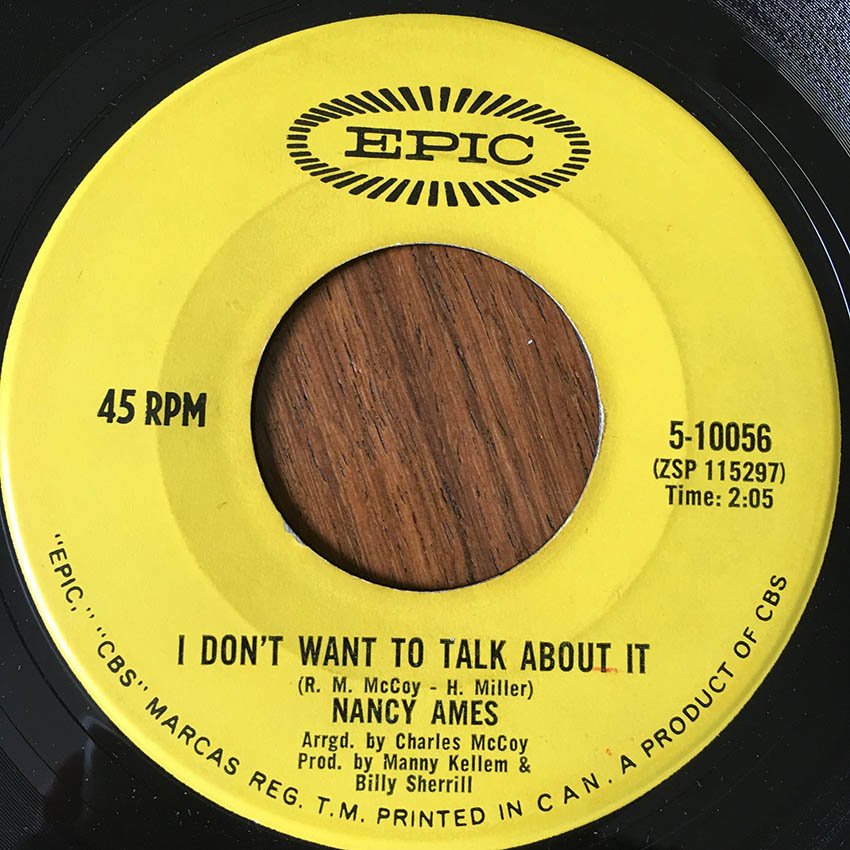 EPIC
45 RPM
5-10056
(ZSP 115297)
Time: 2:05
I DON'T WANT TO TALK ABOUT IT
(R. M. McCoy - H. Miller)
NANCY AMES
Arrgd. by Charles McCoy
Prod. by Manny Kellem &
Billy Sherrill
"EPIC," "CBS" MARCAS REG. T.M. PRINTED IN CAN. A PRODUCT OF CBS